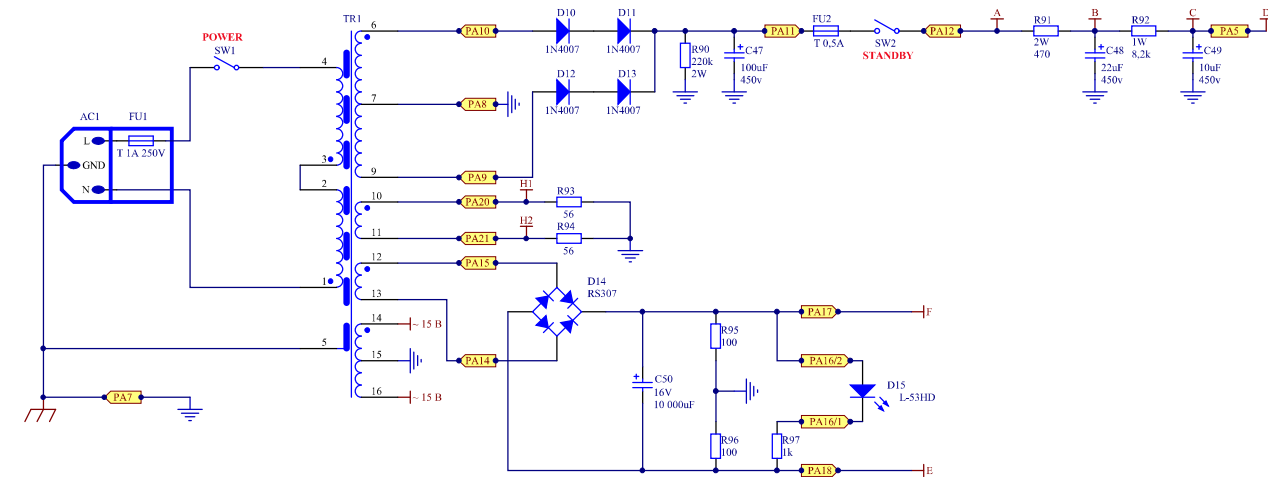 TR1
6
PA10
D10
1N4007
D11
1N4007
PA11
FU2
T 0,5A
SW2
STANDBY
PA12
A
R91
2W
470
B
R92
1W
8,2k
C
PA5
D
POWER
SW1
4
R90
220k
2W
C47
100uF
450v
C48
22uF
450v
C49
10uF
450v
7
PA8
D12
1N4007
D13
1N4007
AC1
FU1
L
T 1A 250V
GND
N
3
2
9
PA9
10
PA20
H1
R93
56
11
PA21
H2
R94
56
12
PA15
1
13
D14
RS307
14
~ 15 В
PA17
F
5
15
PA14
R95
100
PA16/2
C50
16V
10 000uF
16
~ 15 В
PA7
D15
L-53HD
PA16/1
R96
100
R97
1k
PA18
E